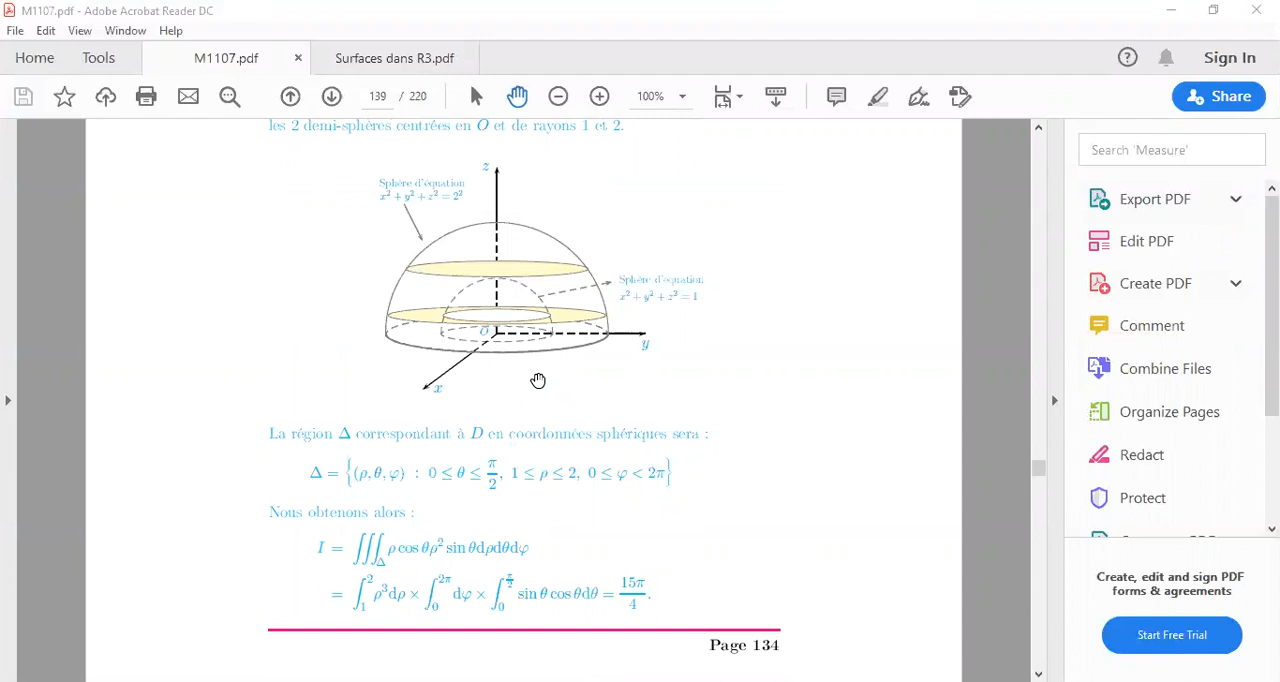 M1107.pdf - Adobe Acrobat Reader DC
File Edit View Window Help
Home Tools M1107.pdf × Surfaces dans R3.pdf Sign In
139 / 220 100% Share
les 2 demi-sphères centrées en O et de rayons 1 et 2.
z
Sphère d'équation
x² + y² + z² = 2²
Sphère d'équation
x² + y² + z² = 1
O
y
x
La région Δ correspondant à D en coordonnées sphériques sera :
Δ = {(ρ, θ, φ) : 0 ≤ θ ≤ π/2, 1 ≤ ρ ≤ 2, 0 ≤ φ < 2π}
Nous obtenons alors :
I = ∭_Δ ρ cos θρ² sin θdρdθdφ
= ∫₁² ρ³dρ × ∫₀^{2π} dφ × ∫₀^{π/2} sin θ cos θdθ = 15π/4.
Page 134
Search 'Measure'
Export PDF
Edit PDF
Create PDF
Comment
Combine Files
Organize Pages
Redact
Protect
Create, edit and sign PDF
forms & agreements
Start Free Trial